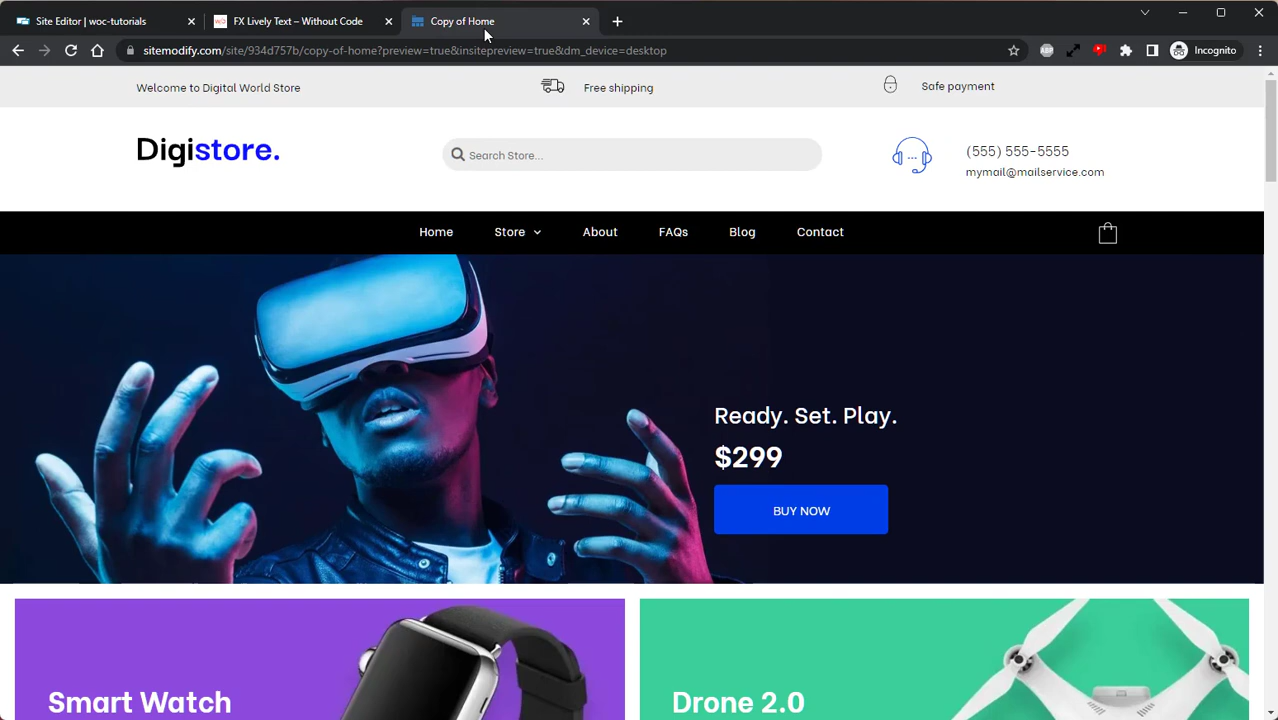 Site Editor | woc-tutorials
FX Lively Text – Without Code
Copy of Home
sitemodify.com/site/934d757b/copy-of-home?preview=true&insitepreview=true&dm_device=desktop
ABP
Incognito
Welcome to Digital World Store
Free shipping
Safe payment
Digistore.
Search Store...
(555) 555-5555
mymail@mailservice.com
Home
Store
About
FAQs
Blog
Contact
Ready. Set. Play.
$299
BUY NOW
Smart Watch
Drone 2.0